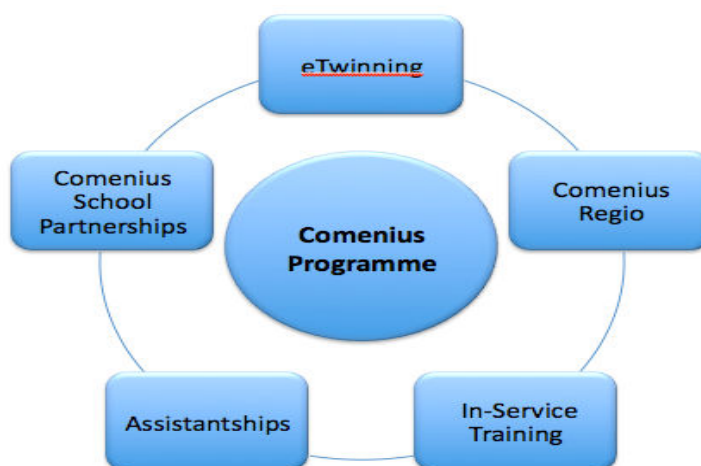 eTwinning
Comenius
School
Partnerships
Comenius
Regio
Comenius
Programme
Assistantships
In-Service
Training